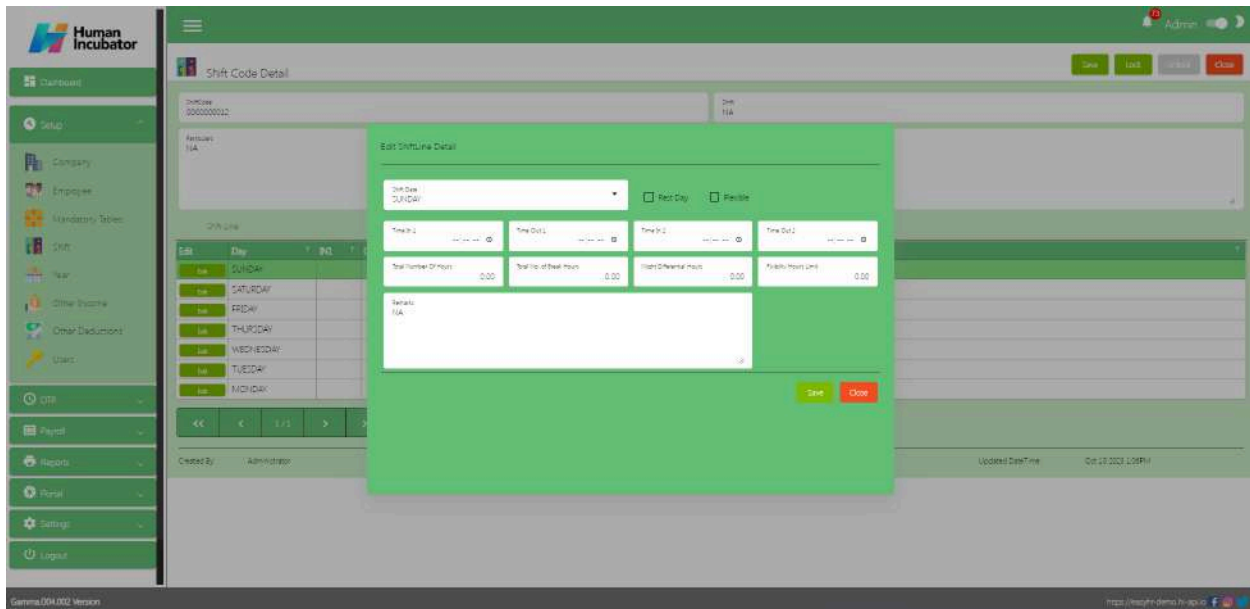 Human
Incubator
73
Admin
Dashboard
Setup
Company
Employee
Mandatory Tables
Shift
Year
Other Income
Other Deductions
Users
DTR
Payroll
Reports
Portal
Settings
Logout
Shift Code Detail
Save Lock Unlock Close
ShiftCode
0000000012
Shift
NA
Remarks
NA
Shift Line
Edit Day IN1
Edit SUNDAY
Edit SATURDAY
Edit FRIDAY
Edit THURSDAY
Edit WEDNESDAY
Edit TUESDAY
Edit MONDAY
<< < 1/1 > >
Created By Administrator
Updated DateTime
Edit ShiftLine Detail
Shift Date
SUNDAY
Rest Day Flexible
Time In 1 Time Out 1 Time In 2 Time Out 2
--:-- -- --:-- -- --:-- -- --:-- --
Total Number Of Hours Total No. of Break Hours Night Differential Hours Flexibility Hours Limit
0.00 0.00 0.00 0.00
Remarks
NA
Save Close
Gamma.004.002 Version